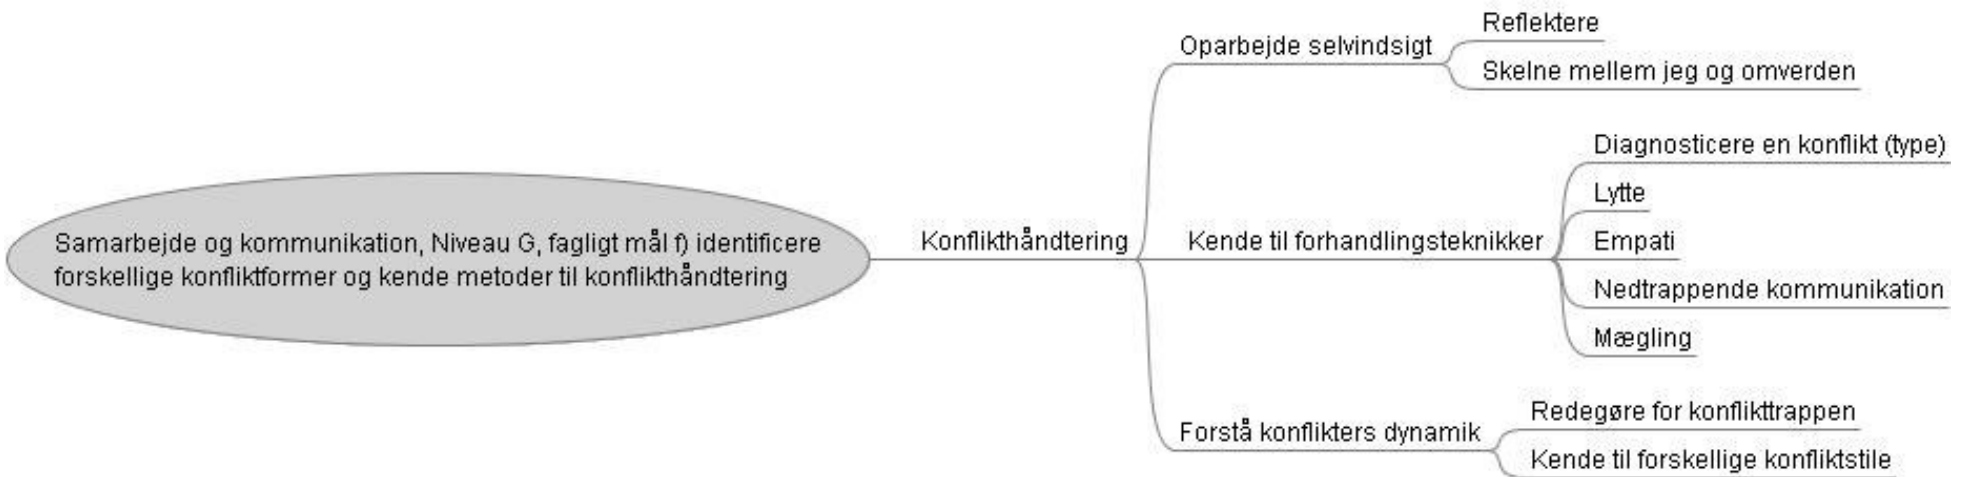 Samarbejde og kommunikation, Niveau G, fagligt mål f) identificere
forskellige konfliktformer og kende metoder til konflikthåndtering
Konflikthåndtering
Oparbejde selvindsigt
Reflektere
Skelne mellem jeg og omverden
Kende til forhandlingsteknikker
Diagnosticere en konflikt (type)
Lytte
Empati
Nedtrappende kommunikation
Mægling
Forstå konflikters dynamik
Redegøre for konflikttrappen
Kende til forskellige konfliktstile